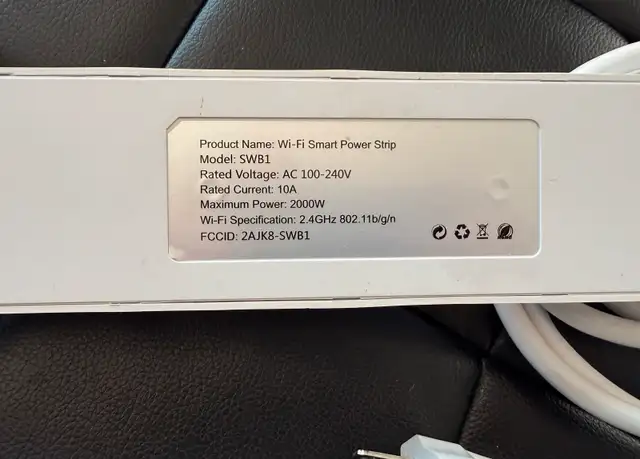 Product Name: Wi-Fi Smart Power Strip
Model: SWB1
Rated Voltage: AC 100-240V
Rated Current: 10A
Maximum Power: 2000W
Wi-Fi Specification: 2.4GHz 802.11b/g/n
FCCID: 2AJK8-SWB1